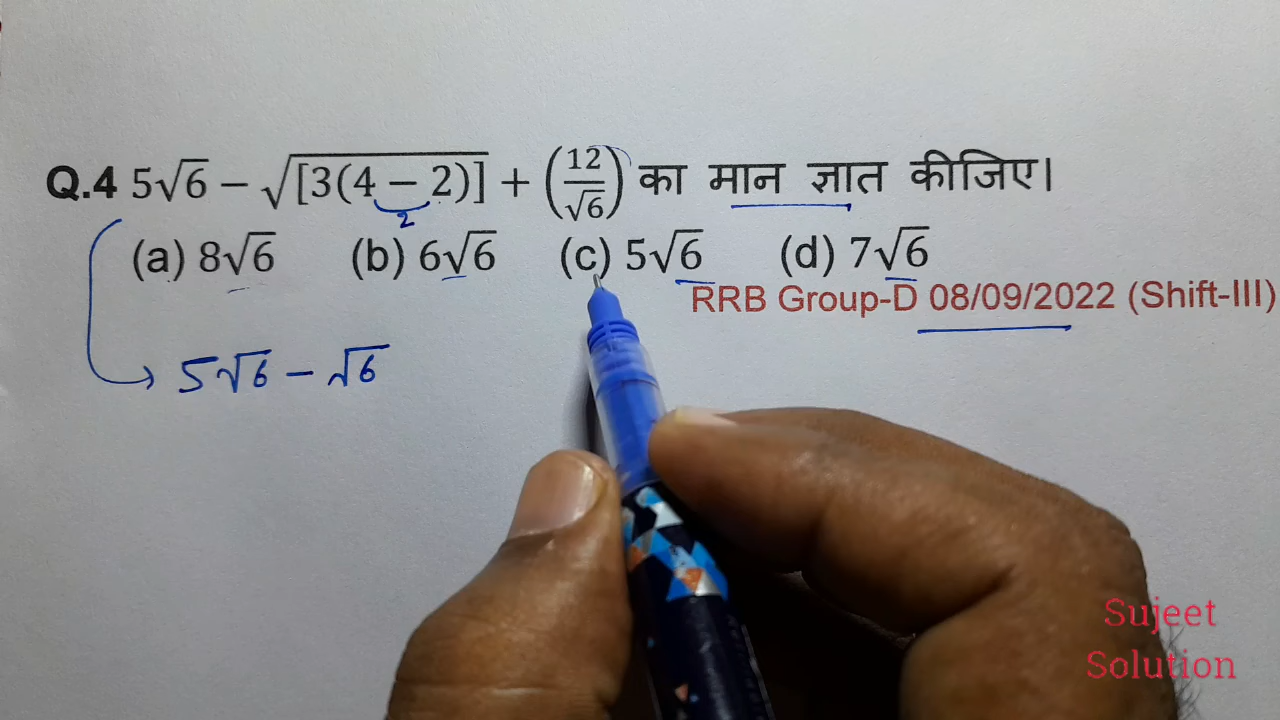 Q.4 5√6 − √[3(4 − 2)] + (12/√6) का मान ज्ञात कीजिए।
2
(a) 8√6 (b) 6√6 (c) 5√6 (d) 7√6
RRB Group-D 08/09/2022 (Shift-III)
5√6 − √6
Sujeet
Solution